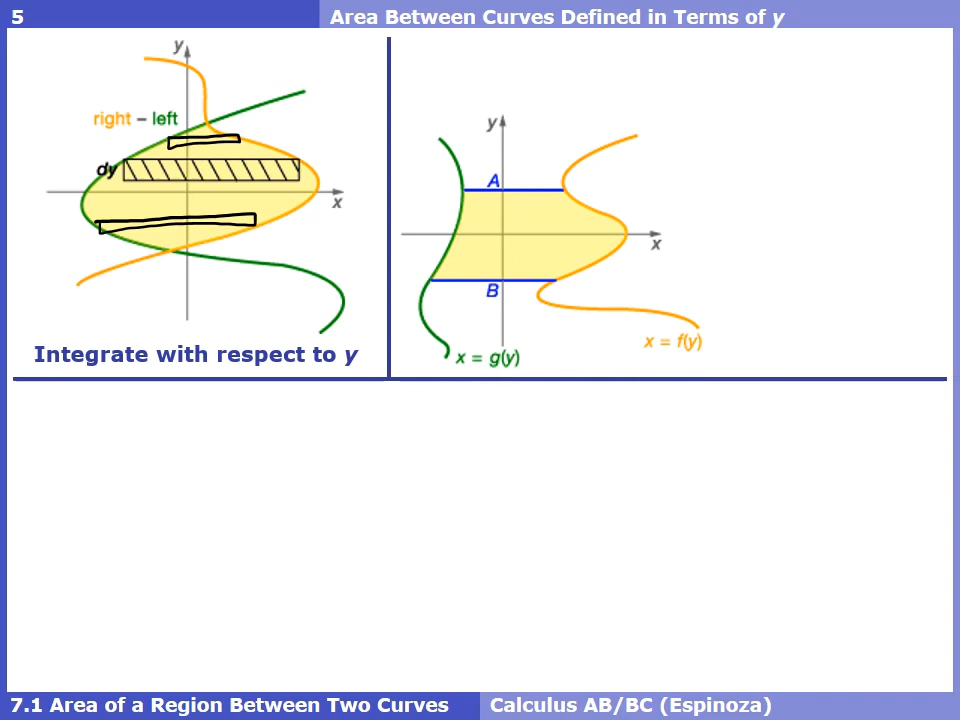 5
Area Between Curves Defined in Terms of y
y
right – left
dy
x
Integrate with respect to y
y
A
x
B
x = f(y)
x = g(y)
7.1 Area of a Region Between Two Curves
Calculus AB/BC (Espinoza)